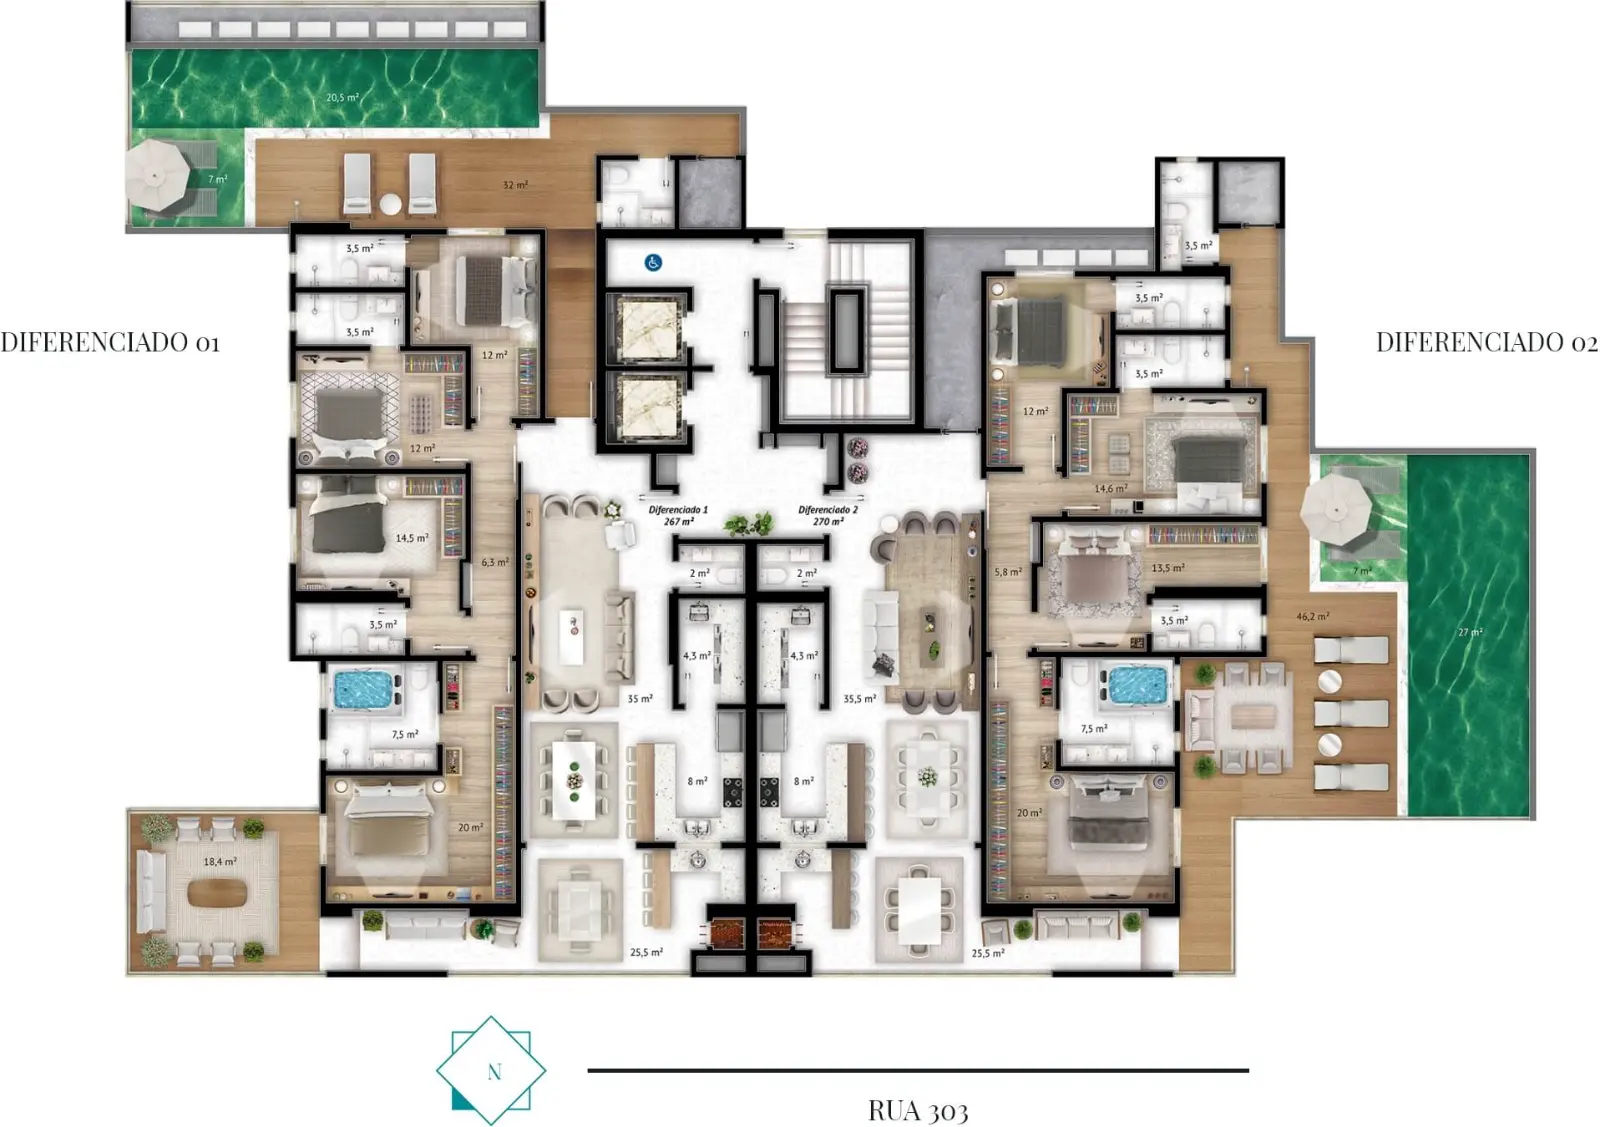 20,5 m²
7 m²
32 m²
3,5 m²
3,5 m²
3,5 m²
3,5 m²
3,5 m²
DIFERENCIADO 01
DIFERENCIADO 02
12 m²
12 m²
12 m²
14,6 m²
Diferenciado 1
267 m²
Diferenciado 2
270 m²
14,5 m²
6,3 m²
2 m²
2 m²
5,8 m²
13,5 m²
7 m²
3,5 m²
3,5 m²
46,2 m²
27 m²
4,3 m²
4,3 m²
35 m²
35,5 m²
7,5 m²
7,5 m²
8 m²
8 m²
20 m²
20 m²
18,4 m²
25,5 m²
25,5 m²
N
RUA 303